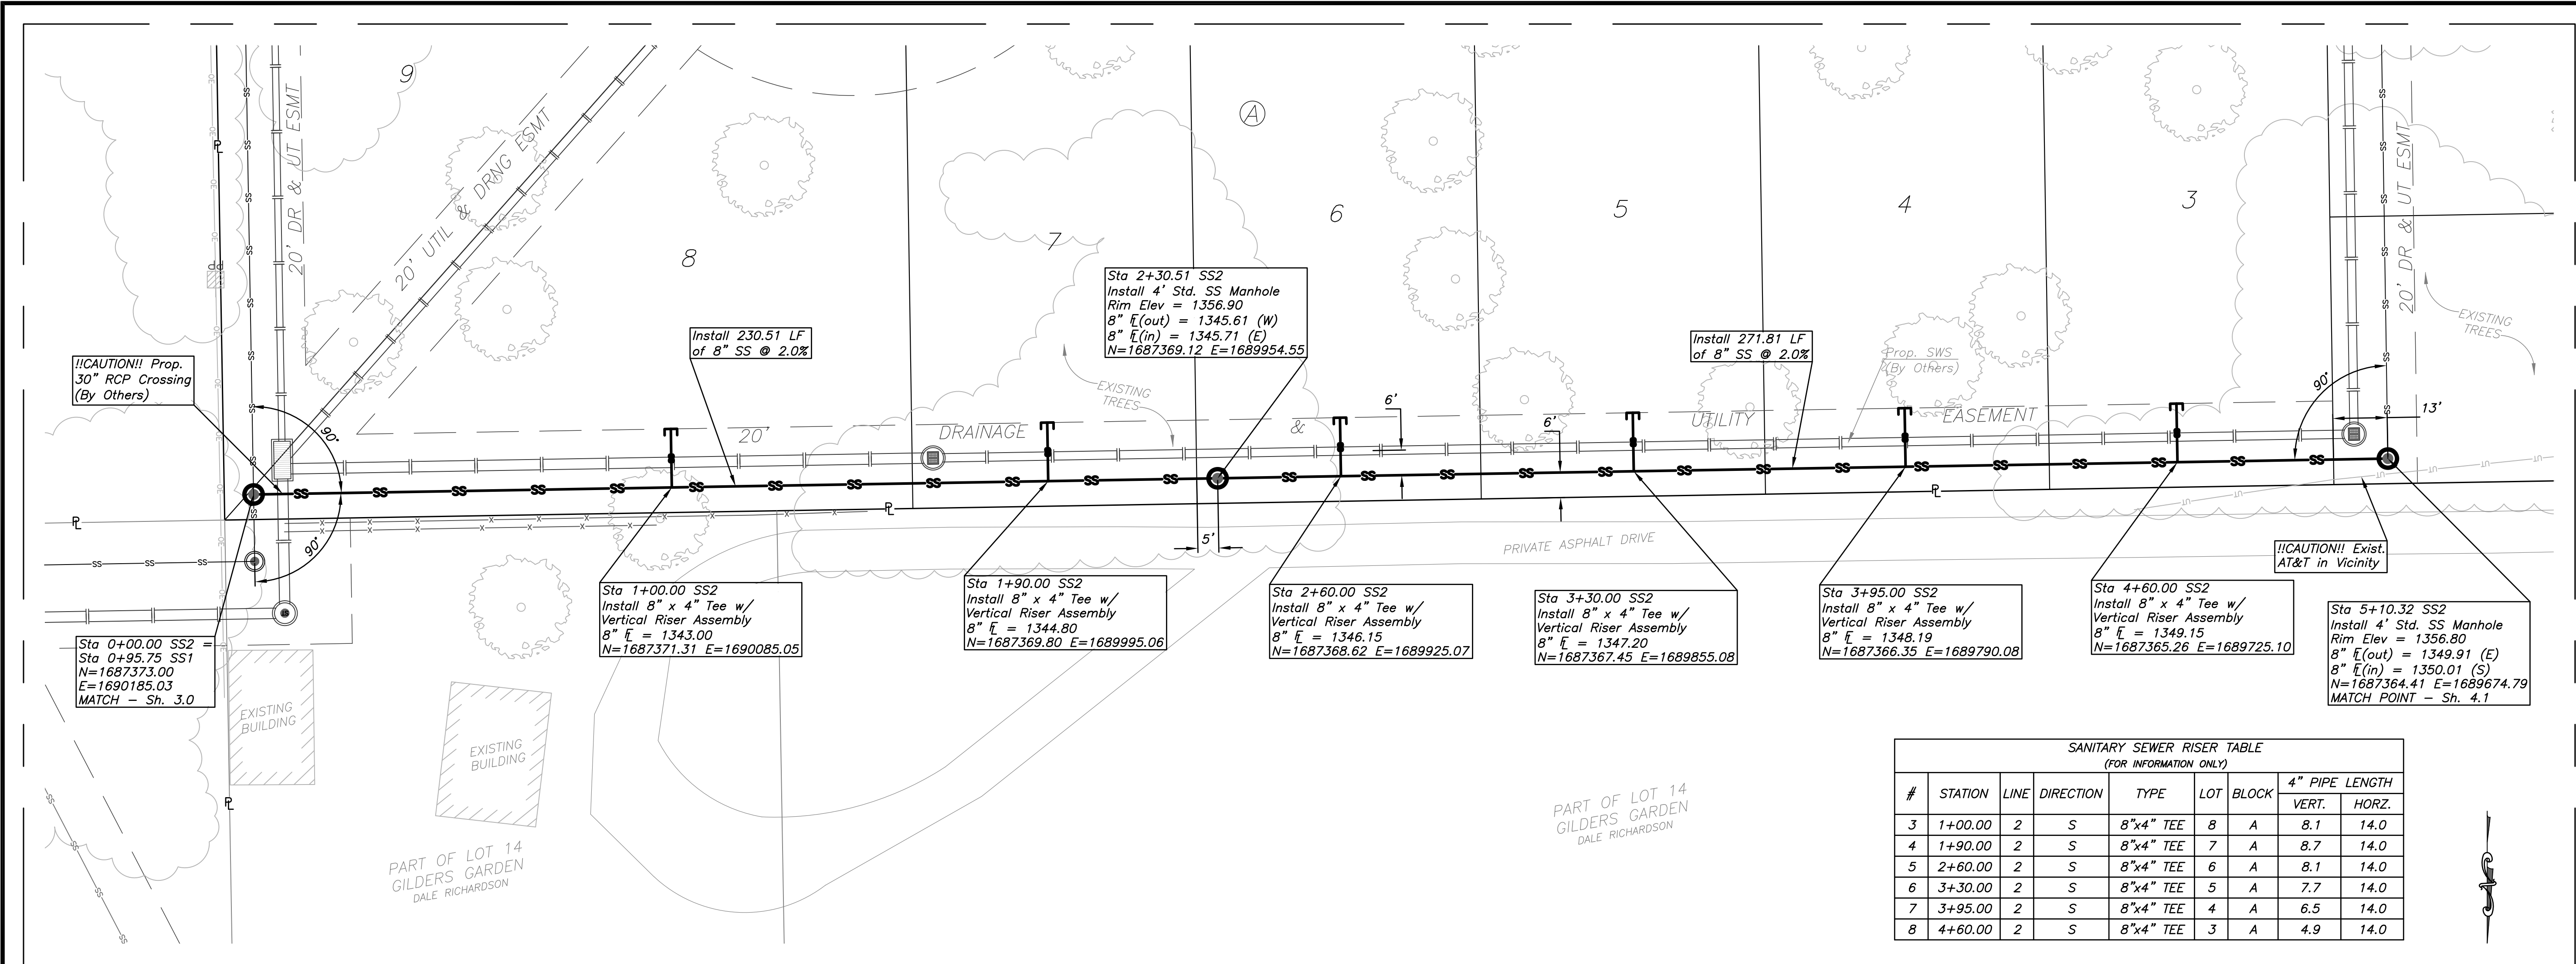 9
20' DR & UT ESMT
20' UTIL & DRNG ESMT
8
7
A
6
5
4
3
20' DR & UT ESMT
EXISTING
TREES
!!CAUTION!! Prop.
30" RCP Crossing
(By Others)
Install 230.51 LF
of 8" SS @ 2.0%
Sta 2+30.51 SS2
Install 4' Std. SS Manhole
Rim Elev = 1356.90
8" FL(out) = 1345.61 (W)
8" FL(in) = 1345.71 (E)
N=1687369.12 E=1689954.55
Install 271.81 LF
of 8" SS @ 2.0%
Prop. SWS
(By Others)
EXISTING
TREES
90°
90°
90°
6'
6'
13'
5'
20' DRAINAGE & UTILITY EASEMENT
PRIVATE ASPHALT DRIVE
!!CAUTION!! Exist.
AT&T in Vicinity
Sta 0+00.00 SS2 =
Sta 0+95.75 SS1
N=1687373.00
E=1690185.03
MATCH – Sh. 3.0
Sta 1+00.00 SS2
Install 8" x 4" Tee w/
Vertical Riser Assembly
8" FL = 1343.00
N=1687371.31 E=1690085.05
Sta 1+90.00 SS2
Install 8" x 4" Tee w/
Vertical Riser Assembly
8" FL = 1344.80
N=1687369.80 E=1689995.06
Sta 2+60.00 SS2
Install 8" x 4" Tee w/
Vertical Riser Assembly
8" FL = 1346.15
N=1687368.62 E=1689925.07
Sta 3+30.00 SS2
Install 8" x 4" Tee w/
Vertical Riser Assembly
8" FL = 1347.20
N=1687367.45 E=1689855.08
Sta 3+95.00 SS2
Install 8" x 4" Tee w/
Vertical Riser Assembly
8" FL = 1348.19
N=1687366.35 E=1689790.08
Sta 4+60.00 SS2
Install 8" x 4" Tee w/
Vertical Riser Assembly
8" FL = 1349.15
N=1687365.26 E=1689725.10
Sta 5+10.32 SS2
Install 4' Std. SS Manhole
Rim Elev = 1356.80
8" FL(out) = 1349.91 (E)
8" FL(in) = 1350.01 (S)
N=1687364.41 E=1689674.79
MATCH POINT – Sh. 4.1
EXISTING
BUILDING
EXISTING
BUILDING
PART OF LOT 14
GILDERS GARDEN
DALE RICHARDSON
PART OF LOT 14
GILDERS GARDEN
DALE RICHARDSON
SANITARY SEWER RISER TABLE
(FOR INFORMATION ONLY)
# STATION LINE DIRECTION TYPE LOT BLOCK 4" PIPE LENGTH
VERT. HORZ.
3 1+00.00 2 S 8"x4" TEE 8 A 8.1 14.0
4 1+90.00 2 S 8"x4" TEE 7 A 8.7 14.0
5 2+60.00 2 S 8"x4" TEE 6 A 8.1 14.0
6 3+30.00 2 S 8"x4" TEE 5 A 7.7 14.0
7 3+95.00 2 S 8"x4" TEE 4 A 6.5 14.0
8 4+60.00 2 S 8"x4" TEE 3 A 4.9 14.0